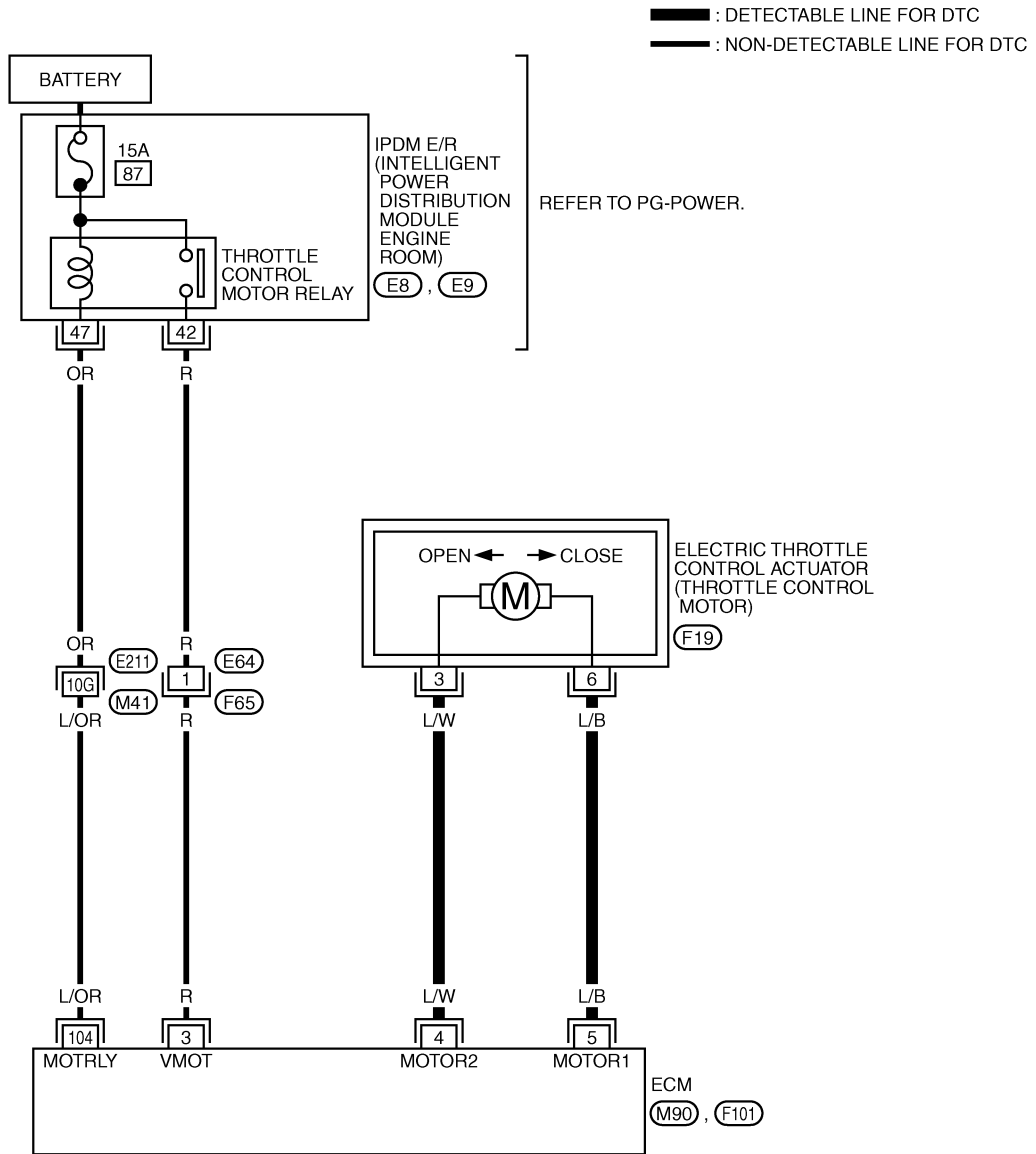 : DETECTABLE LINE FOR DTC
: NON-DETECTABLE LINE FOR DTC
BATTERY
15A
87
IPDM E/R
(INTELLIGENT
POWER
DISTRIBUTION
MODULE
ENGINE
ROOM)
E8 , E9
REFER TO PG-POWER.
THROTTLE
CONTROL
MOTOR RELAY
47 42
OR R
OPEN CLOSE
M
ELECTRIC THROTTLE
CONTROL ACTUATOR
(THROTTLE CONTROL
MOTOR)
F19
OR R
E211 E64
10G 1
M41 F65
L/OR R
3 6
L/W L/B
L/OR R L/W L/B
104 3 4 5
MOTRLY VMOT MOTOR2 MOTOR1
ECM
M90 , F101